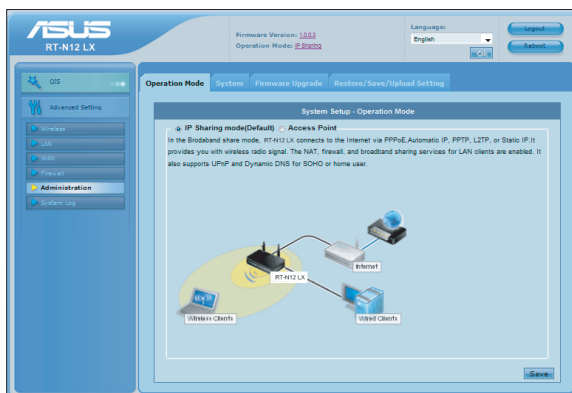 ASUS
RT-N12 LX
Firmware Version: 1.0.0.3
Operation Mode: IP Sharing
Language:
English
Logout
Reboot
QIS
Advanced Setting
Wireless
LAN
WAN
Firewall
Administration
System Log
Operation Mode System Firmware Upgrade Restore/Save/Upload Setting
System Setup - Operation Mode
IP Sharing mode(Default) Access Point
In the Brodaband share mode, RT-N12 LX connects to the Internet via PPPoE,Automatic IP, PPTP, L2TP, or Static IP.It
provides you with wireless radio signal. The NAT, firewall, and broadband sharing services for LAN clients are enabled. It
also supports UPnP and Dynamic DNS for SOHO or home user.
Internet
RT-N12 LX
Wireless Clients
Wired Clients
Save